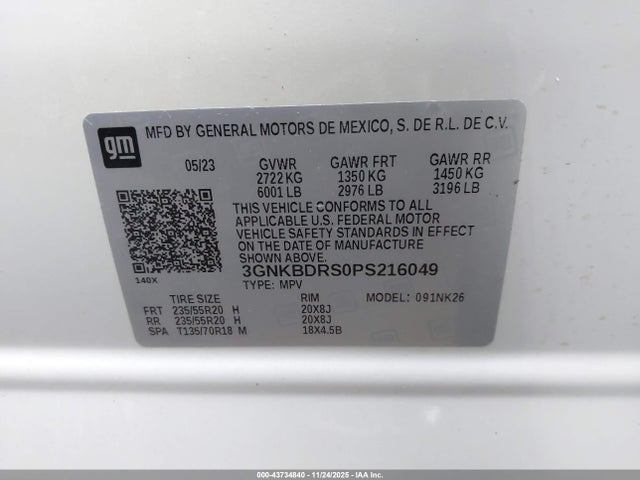 gm MFD BY GENERAL MOTORS DE MEXICO, S. DE R.L. DE C.V.
05/23 GVWR GAWR FRT GAWR RR
2722 KG 1350 KG 1450 KG
6001 LB 2976 LB 3196 LB
THIS VEHICLE CONFORMS TO ALL
APPLICABLE U.S. FEDERAL MOTOR
VEHICLE SAFETY STANDARDS IN EFFECT
ON THE DATE OF MANUFACTURE
SHOWN ABOVE.
3GNKBDRS0PS216049
140X TYPE: MPV
TIRE SIZE RIM MODEL: 091NK26
FRT 235/55R20 H 20X8J
RR 235/55R20 H 20X8J
SPA T135/70R18 M 18X4.5B
000-43734840 - 11/24/2025 - IAAI, Inc.